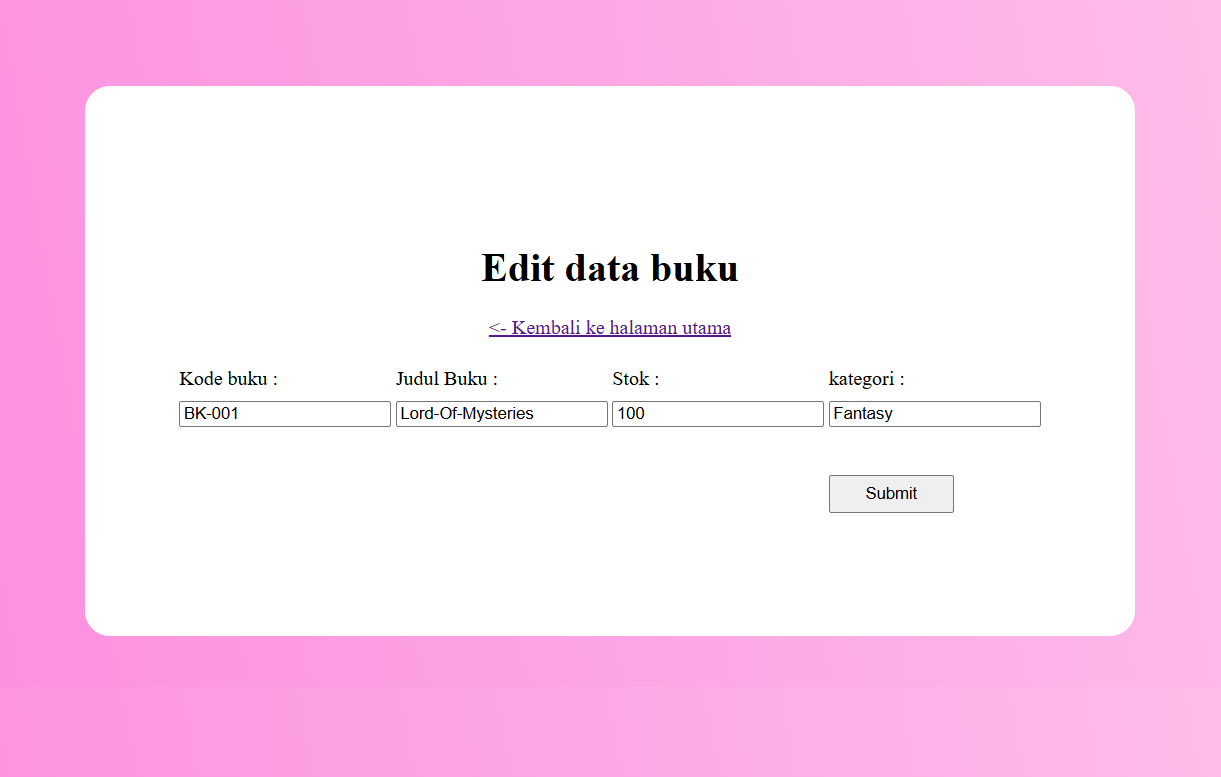 Edit data buku
<- Kembali ke halaman utama
Kode buku : Judul Buku : Stok : kategori :
BK-001 Lord-Of-Mysteries 100 Fantasy
Submit